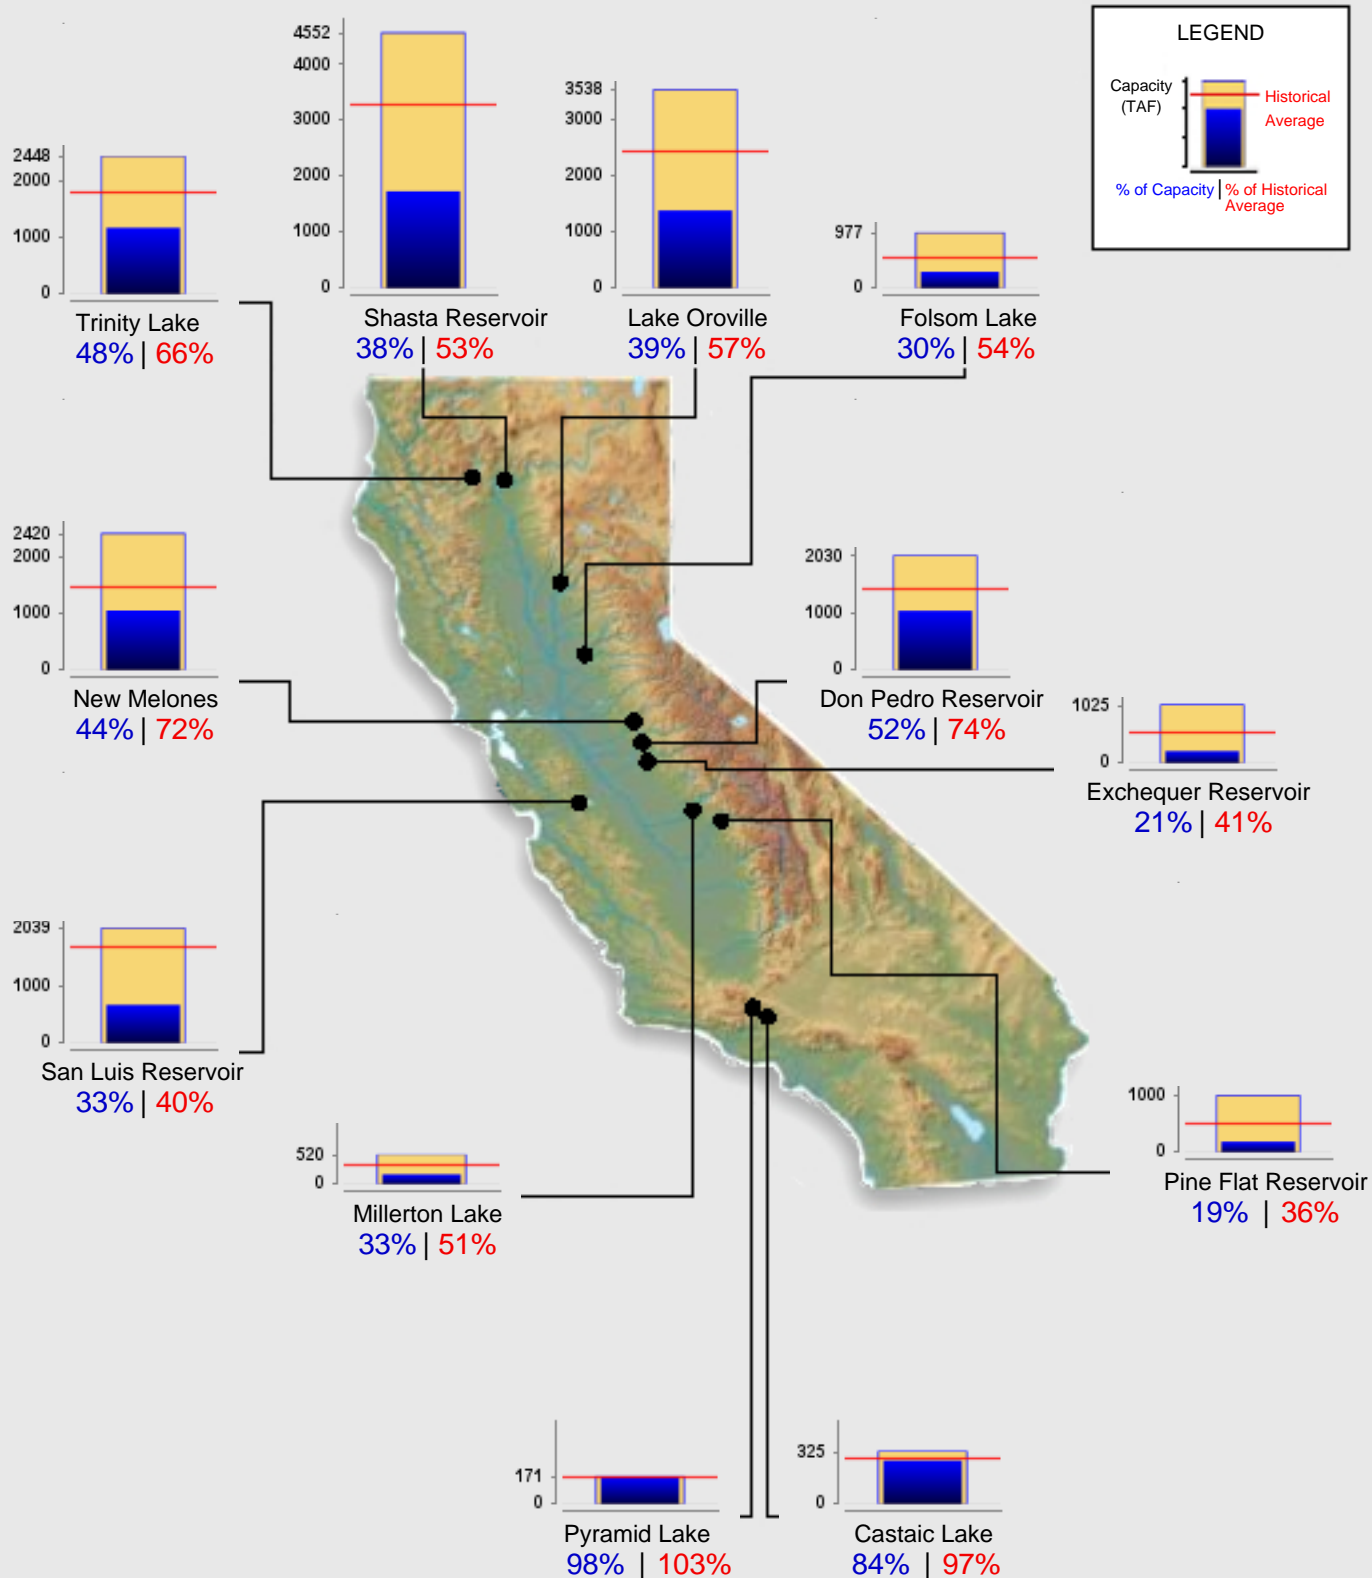 LEGEND
Capacity
(TAF)
Historical
Average
% of Capacity | % of Historical
Average
4552
4000
3000
2000
1000
0
Shasta Reservoir
38% | 53%
3538
3000
2000
1000
0
Lake Oroville
39% | 57%
2448
2000
1000
0
Trinity Lake
48% | 66%
977
0
Folsom Lake
30% | 54%
2420
2000
1000
0
New Melones
44% | 72%
2030
1000
0
Don Pedro Reservoir
52% | 74%
1025
0
Exchequer Reservoir
21% | 41%
2039
1000
0
San Luis Reservoir
33% | 40%
520
0
Millerton Lake
33% | 51%
1000
0
Pine Flat Reservoir
19% | 36%
171
0
Pyramid Lake
98% | 103%
325
0
Castaic Lake
84% | 97%